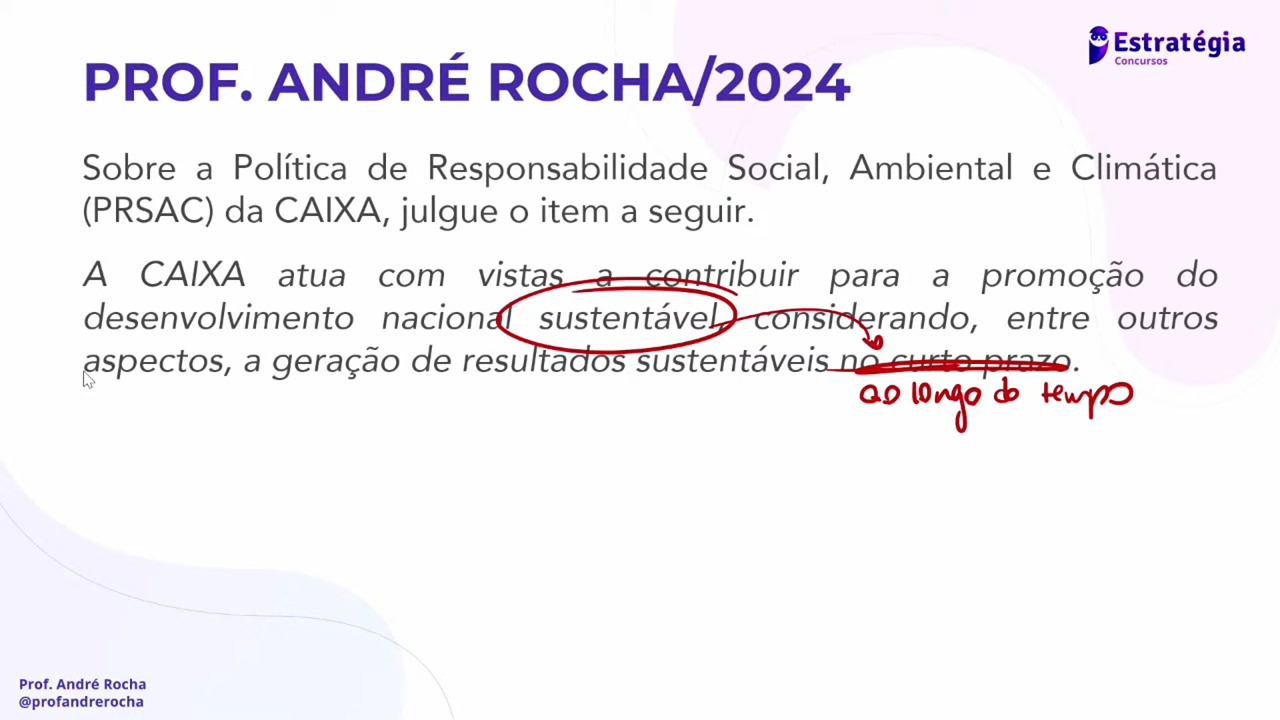 Estratégia
Concursos
PROF. ANDRÉ ROCHA/2024
Sobre a Política de Responsabilidade Social, Ambiental e Climática
(PRSAC) da CAIXA, julgue o item a seguir.
A CAIXA atua com vistas a contribuir para a promoção do
desenvolvimento nacional sustentável, considerando, entre outros
aspectos, a geração de resultados sustentáveis no curto prazo.
ao longo do tempo
Prof. André Rocha
@profandrerocha